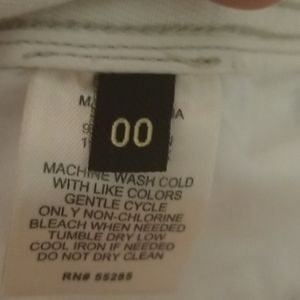 00
MACHINE WASH COLD
WITH LIKE COLORS
GENTLE CYCLE
ONLY NON-CHLORINE
BLEACH WHEN NEEDED
TUMBLE DRY LOW
COOL IRON IF NEEDED
DO NOT DRY CLEAN
RN# 55285